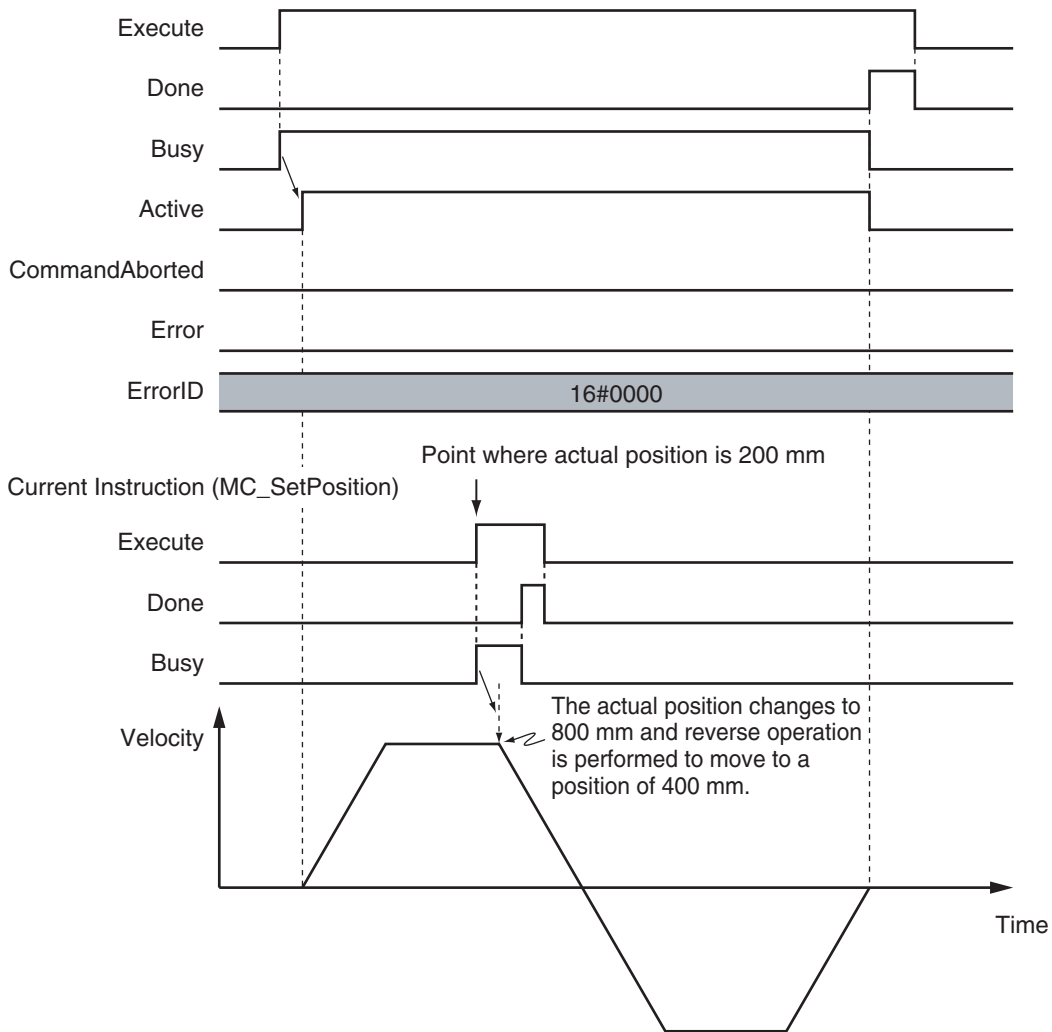 Execute
Done
Busy
Active
CommandAborted
Error
ErrorID
16#0000
Point where actual position is 200 mm
Current Instruction (MC_SetPosition)
Execute
Done
Busy
The actual position changes to
800 mm and reverse operation
is performed to move to a
position of 400 mm.
Velocity
Time